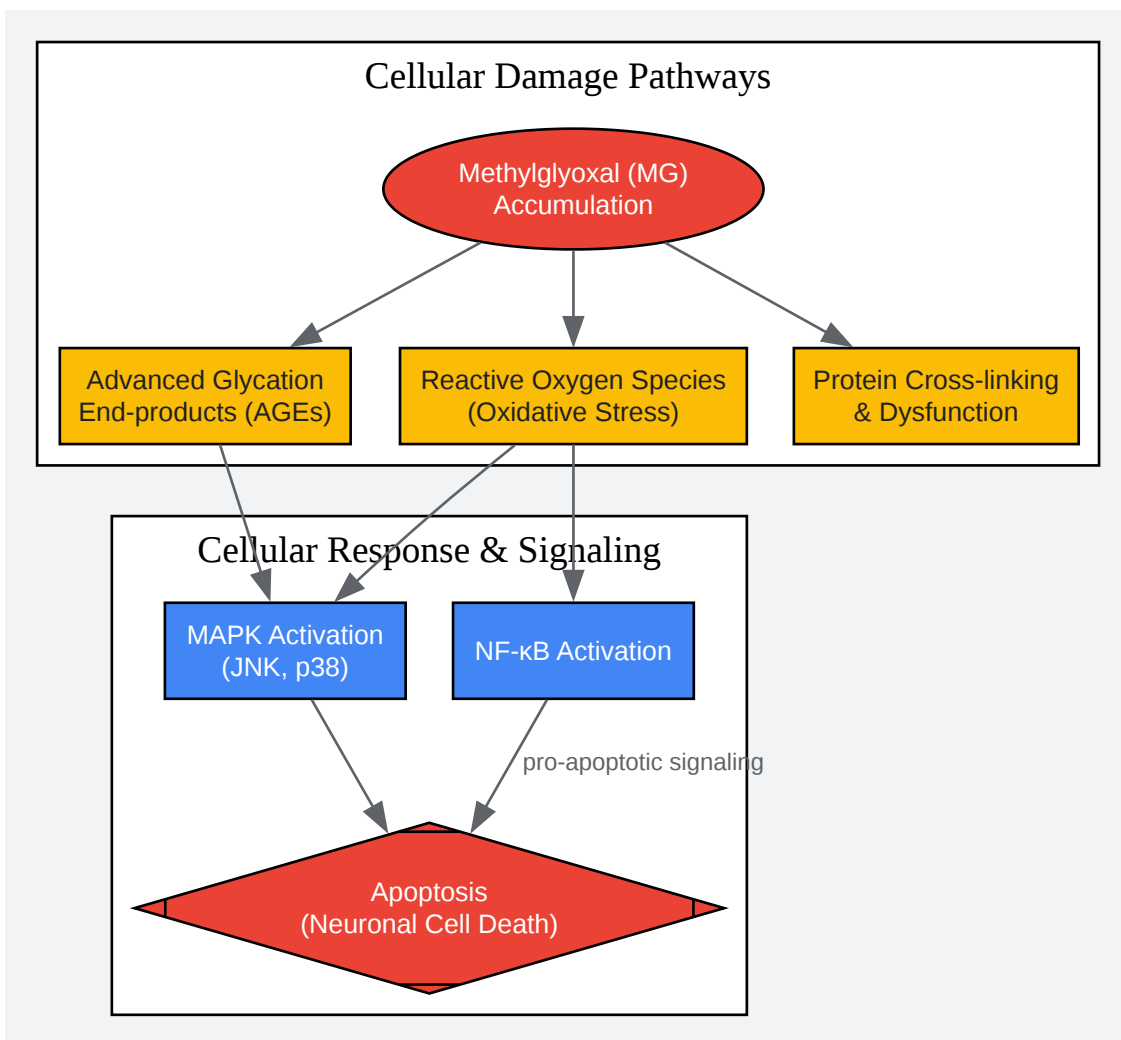 Cellular Damage Pathways
Methylglyoxal (MG)
Accumulation
Advanced Glycation
End-products (AGEs)
Reactive Oxygen Species
(Oxidative Stress)
Protein Cross-linking
& Dysfunction
Cellular Response & Signaling
MAPK Activation
(JNK, p38)
NF-κB Activation
pro-apoptotic signaling
Apoptosis
(Neuronal Cell Death)